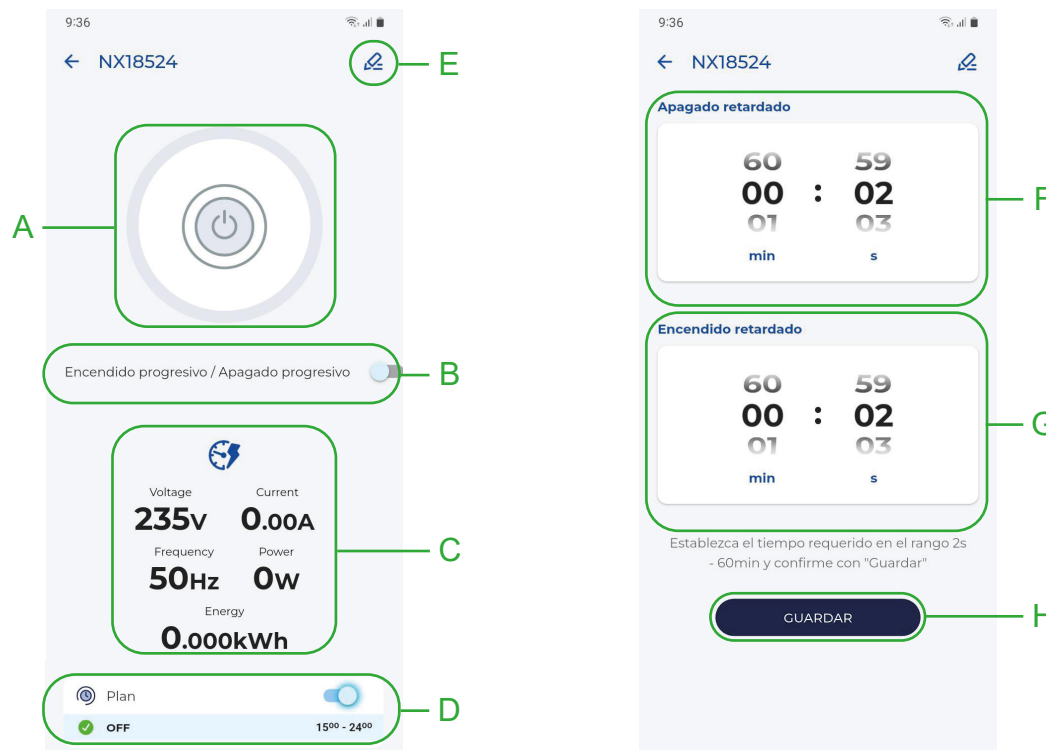 9:36
NX18524
E
A
Encendido progresivo / Apagado progresivo
B
Voltage Current
235V 0.00A
Frequency Power
50Hz 0W
Energy
0.000kWh
C
Plan
OFF 15⁰⁰ - 24⁰⁰
D
9:36
NX18524
Apagado retardado
60 59
00 : 02
01 03
min s
F
Encendido retardado
60 59
00 : 02
01 03
min s
G
Establezca el tiempo requerido en el rango 2s
- 60min y confirme con "Guardar"
GUARDAR
H